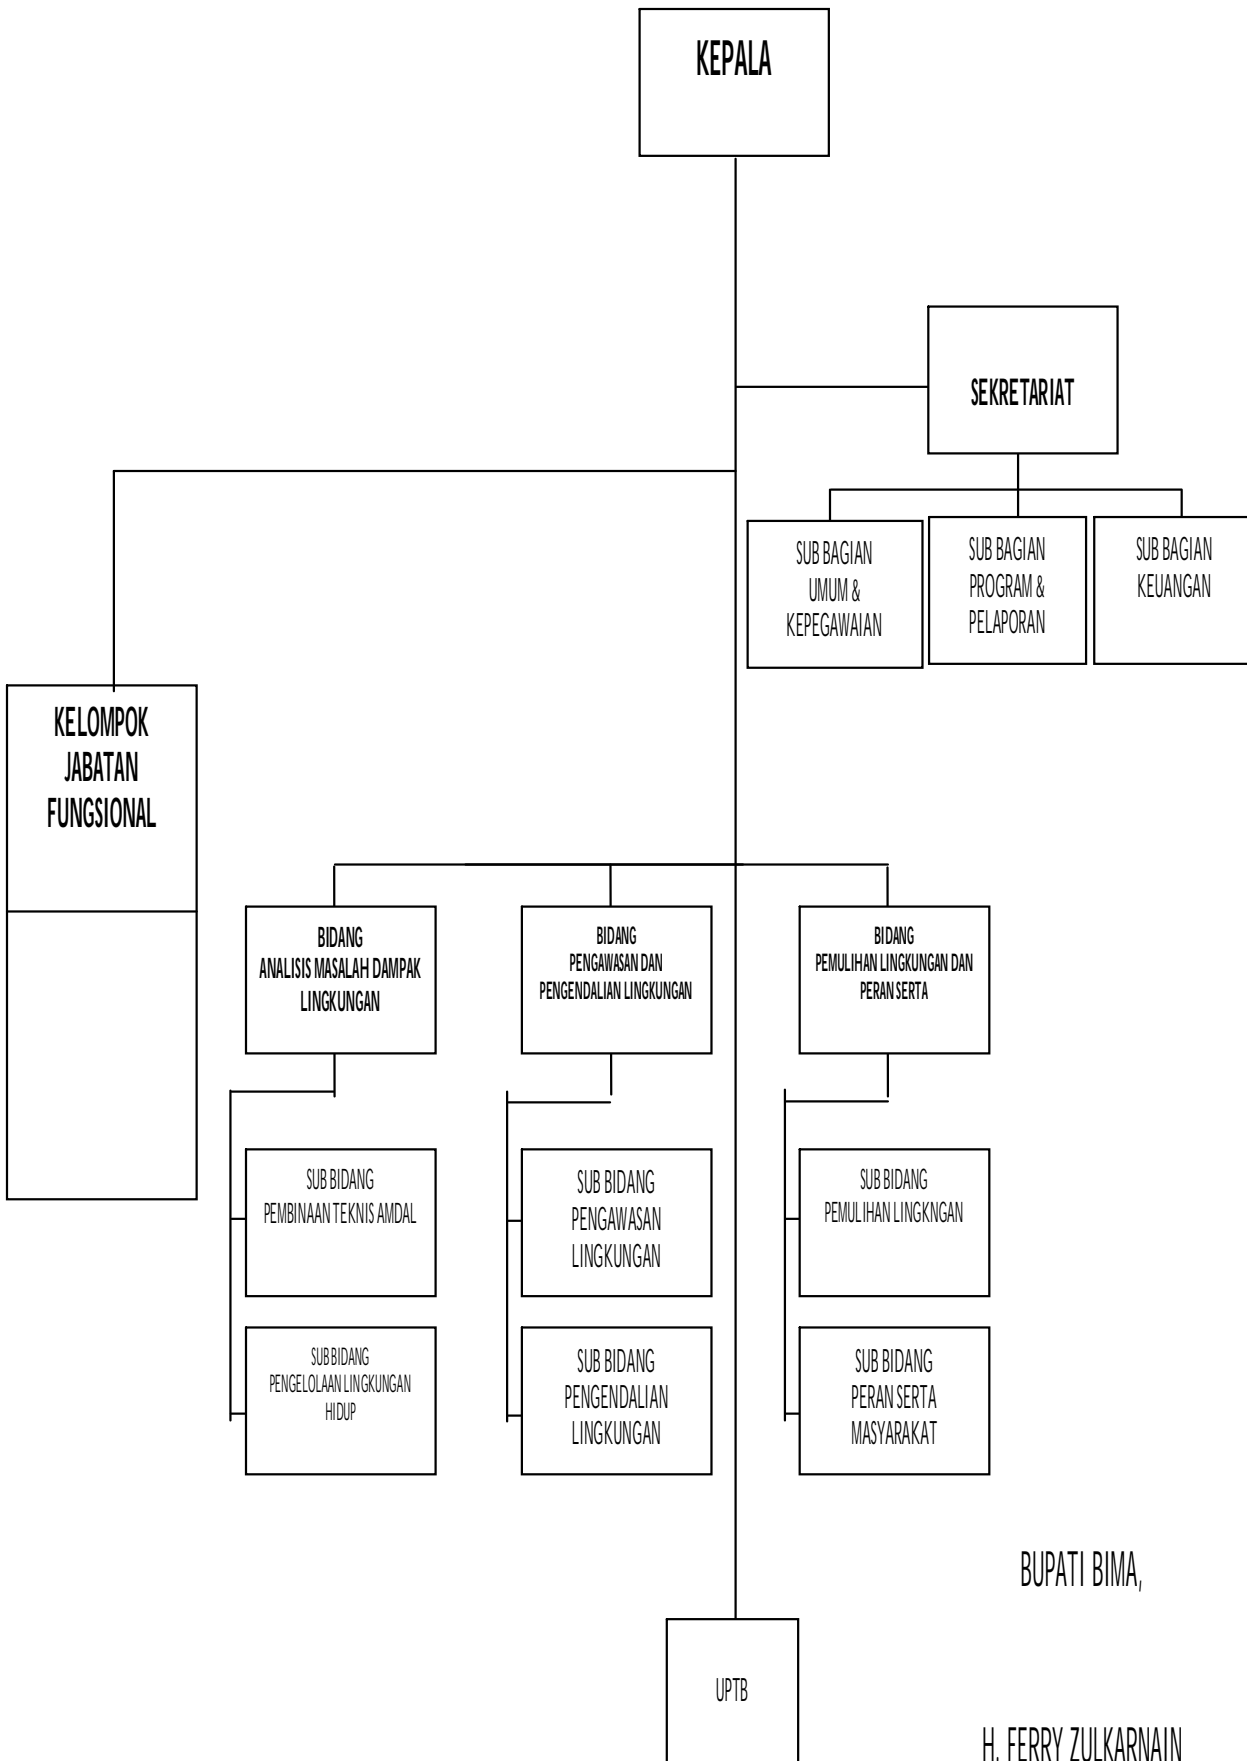 KEPALA
SEKRETARIAT
SUB BAGIAN
UMUM &
KEPEGAWAIAN
SUB BAGIAN
PROGRAM &
PELAPORAN
SUB BAGIAN
KEUANGAN
KELOMPOK
JABATAN
FUNGSIONAL
BIDANG
ANALISIS MASALAH DAMPAK
LINGKUNGAN
BIDANG
PENGAWASAN DAN
PENGENDALIAN LINGKUNGAN
BIDANG
PEMULIHAN LINGKUNGAN DAN
PERAN SERTA
SUB BIDANG
PEMBINAAN TEKNIS AMDAL
SUB BIDANG
PENGAWASAN
LINGKUNGAN
SUB BIDANG
PEMULIHAN LINGKNGAN
SUB BIDANG
PENGELOLAAN LINGKUNGAN
HIDUP
SUB BIDANG
PENGENDALIAN
LINGKUNGAN
SUB BIDANG
PERAN SERTA
MASYARAKAT
BUPATI BIMA,
UPTB
H. FERRY ZULKARNAIN